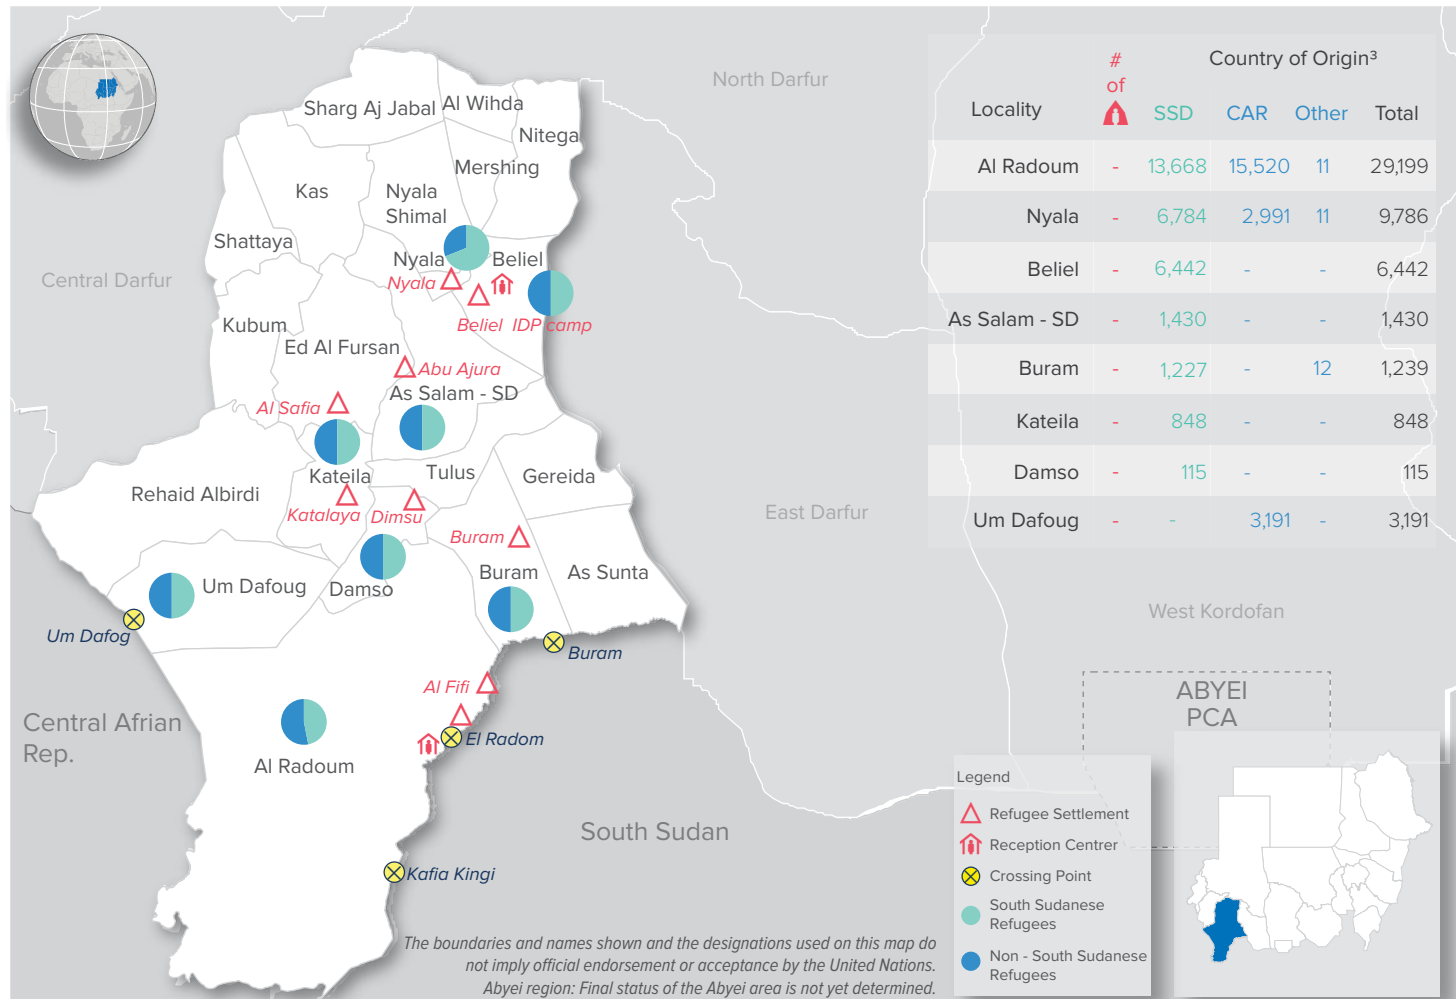 North Darfur
Central Darfur
East Darfur
West Kordofan
South Sudan
Central Afrian
Rep.
ABYEI
PCA
Sharg Aj Jabal
Al Wihda
Nitega
Mershing
Kas
Nyala
Shimal
Shattaya
Nyala
Beliel
Nyala
Beliel IDP camp
Kubum
Ed Al Fursan
Abu Ajura
As Salam - SD
Al Safia
Kateila
Tulus
Gereida
Rehaid Albirdi
Katalaya
Dimsu
Buram
Buram
As Sunta
Um Dafoug
Damso
Um Dafog
Buram
Al Fifi
El Radom
Al Radoum
Kafia Kingi
# of Country of Origin³
Locality SSD CAR Other Total
Al Radoum - 13,668 15,520 11 29,199
Nyala - 6,784 2,991 11 9,786
Beliel - 6,442 - - 6,442
As Salam - SD - 1,430 - - 1,430
Buram - 1,227 - 12 1,239
Kateila - 848 - - 848
Damso - 115 - - 115
Um Dafoug - - 3,191 - 3,191
Legend
Refugee Settlement
Reception Centrer
Crossing Point
South Sudanese
Refugees
Non - South Sudanese
Refugees
The boundaries and names shown and the designations used on this map do
not imply official endorsement or acceptance by the United Nations.
Abyei region: Final status of the Abyei area is not yet determined.